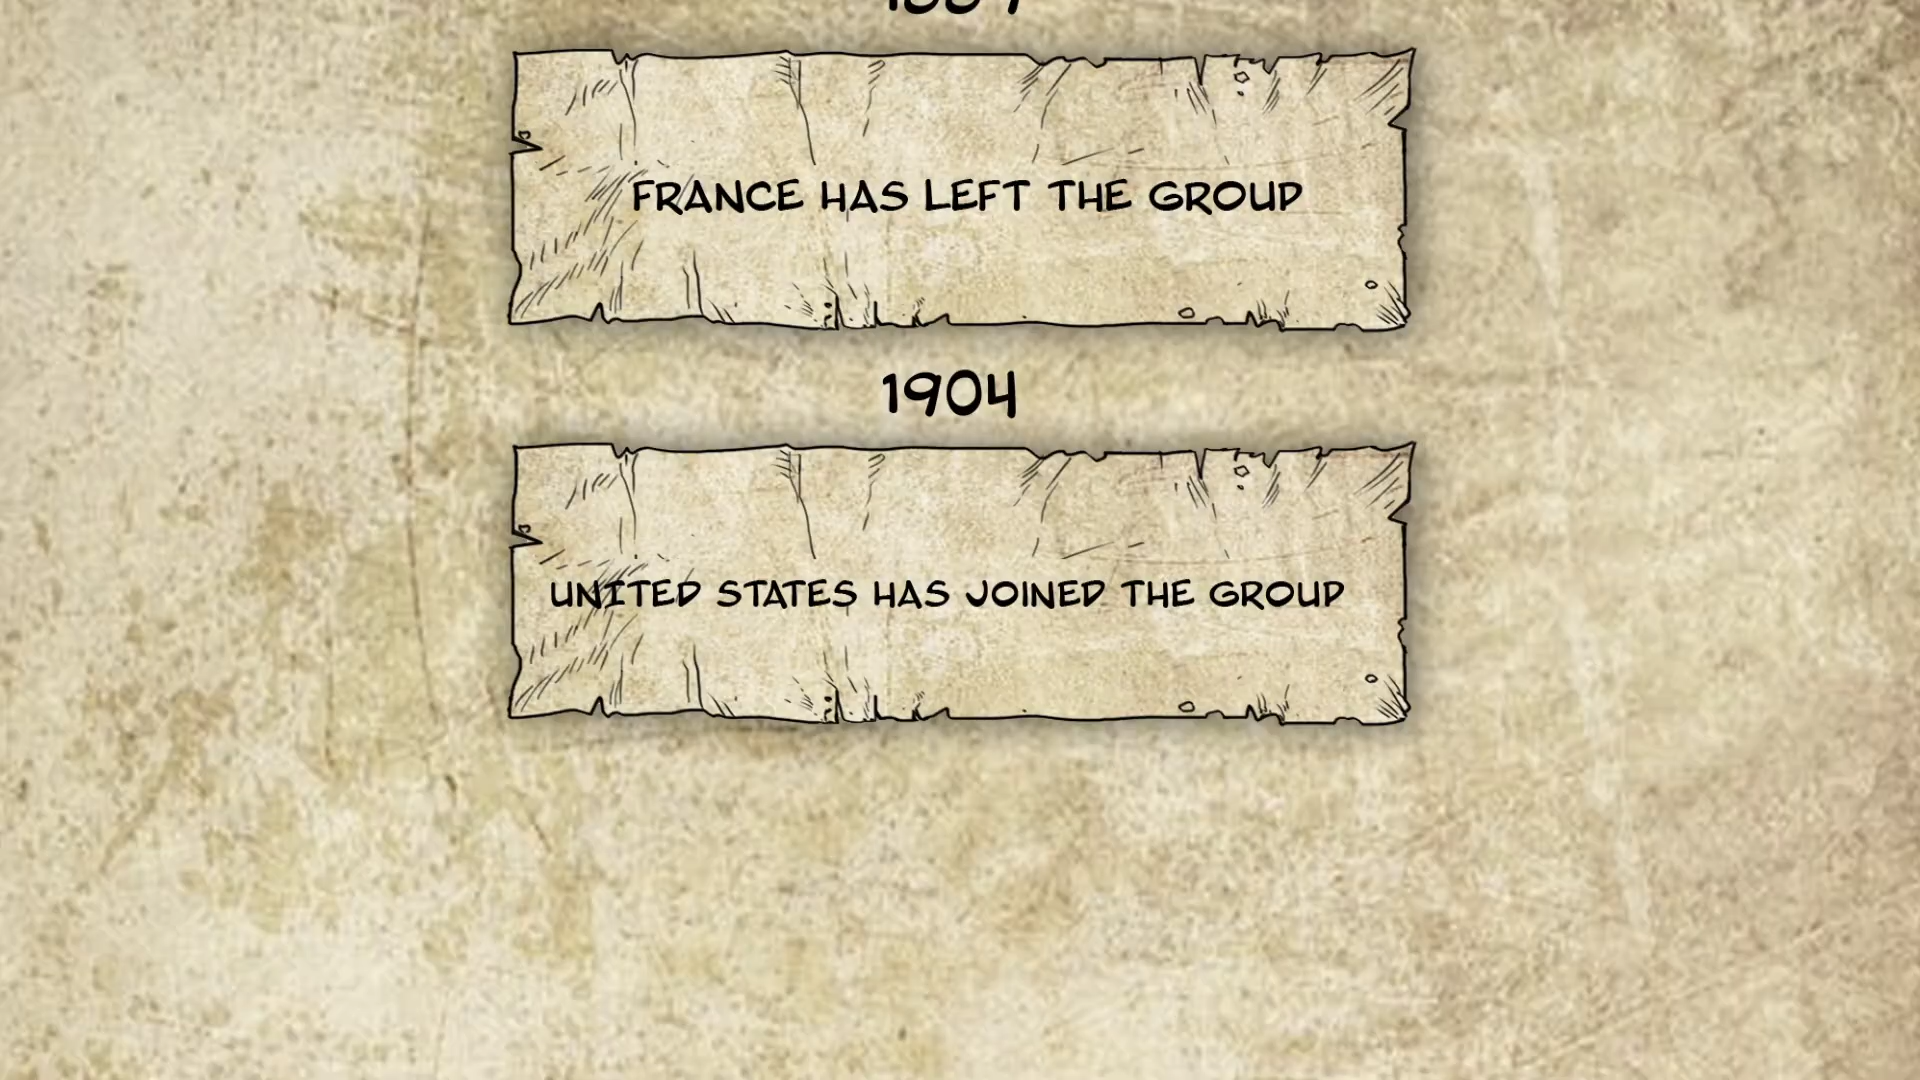 FRANCE HAS LEFT THE GROUP
1904
UNITED STATES HAS JOINED THE GROUP